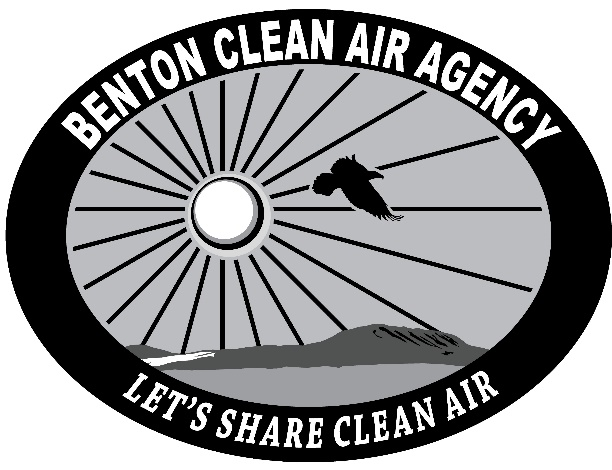 BENTON CLEAN AIR AGENCY
LET'S SHARE CLEAN AIR